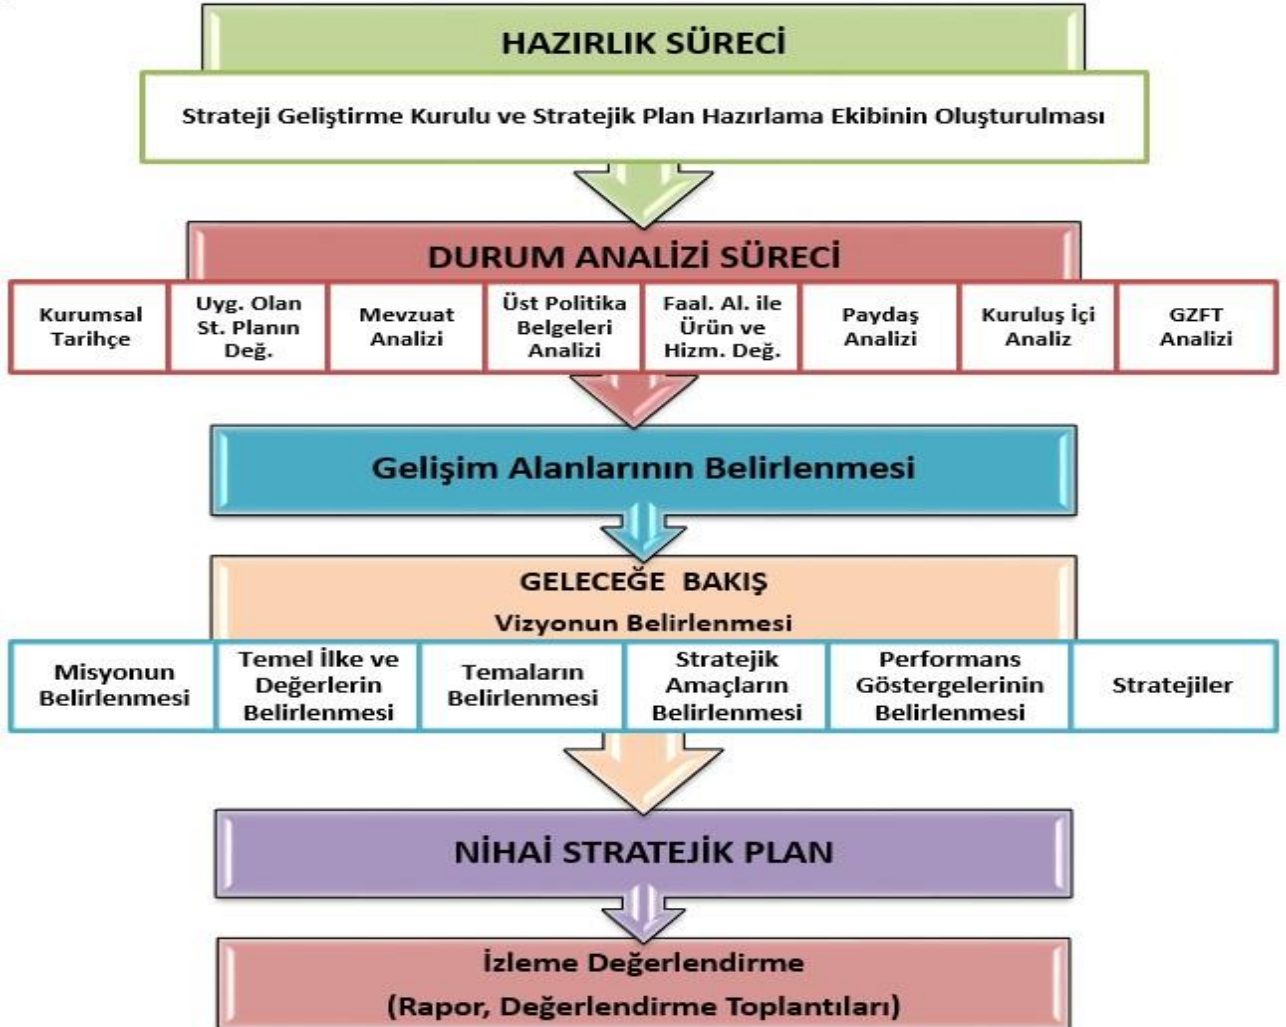 HAZIRLIK SÜRECİ
Strateji Geliştirme Kurulu ve Stratejik Plan Hazırlama Ekibinin Oluşturulması
DURUM ANALİZİ SÜRECİ
Kurumsal
Tarihçe
Uyg. Olan
St. Planın
Değ.
Mevzuat
Analizi
Üst Politika
Belgeleri
Analizi
Faal. Al. ile
Ürün ve
Hizm. Değ.
Paydaş
Analizi
Kuruluş İçi
Analiz
GZFT
Analizi
Gelişim Alanlarının Belirlenmesi
GELECEĞE BAKIŞ
Vizyonun Belirlenmesi
Misyonun
Belirlenmesi
Temel İlke ve
Değerlerin
Belirlenmesi
Temaların
Belirlenmesi
Stratejik
Amaçların
Belirlenmesi
Performans
Göstergelerinin
Belirlenmesi
Stratejiler
NİHAİ STRATEJİK PLAN
İzleme Değerlendirme
(Rapor, Değerlendirme Toplantıları)